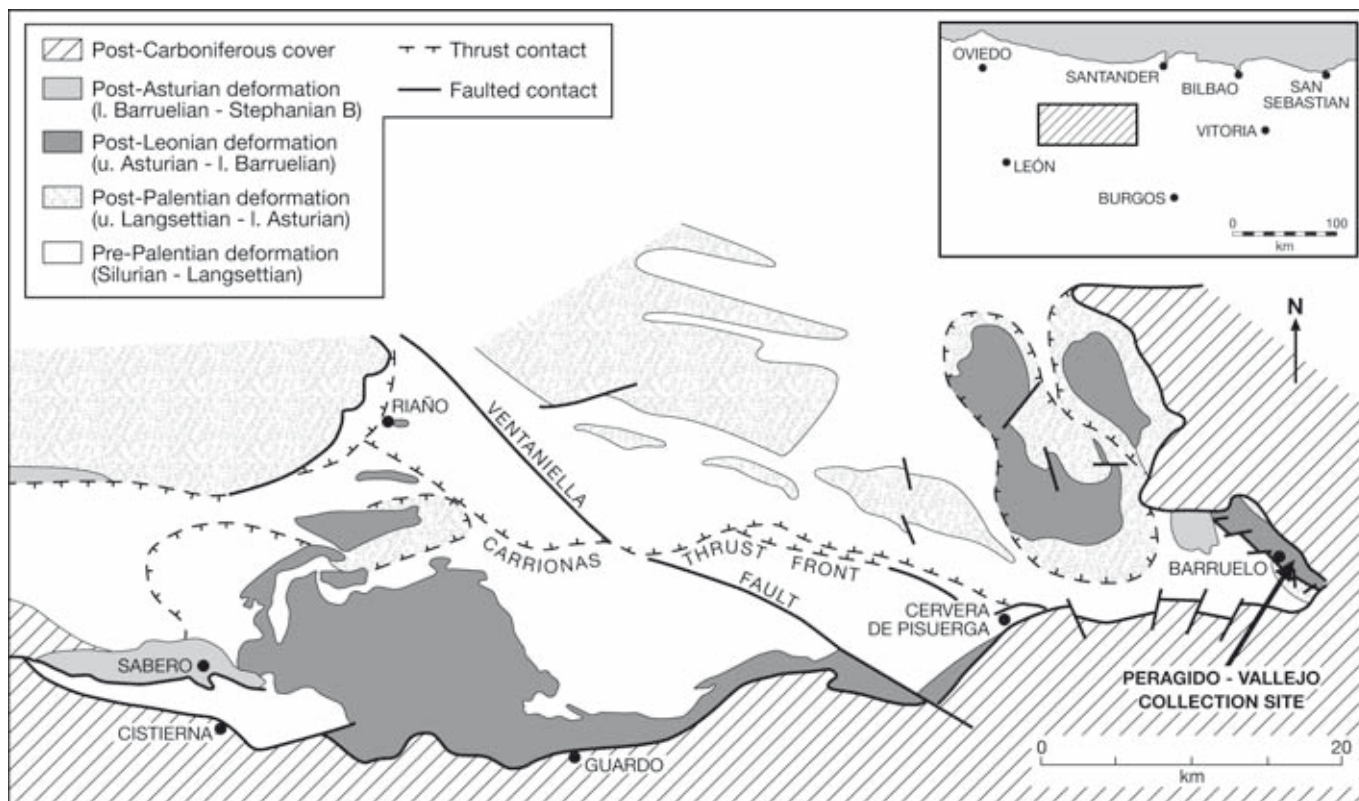 Post-Carboniferous cover
Post-Asturian deformation
(l. Barruelian - Stephanian B)
Post-Leonian deformation
(u. Asturian - l. Barruelian)
Post-Palentian deformation
(u. Langsettian - l. Asturian)
Pre-Palentian deformation
(Silurian - Langsettian)
Thrust contact
Faulted contact
OVIEDO
SANTANDER
BILBAO
SAN
SEBASTIAN
VITORIA
LEÓN
BURGOS
0 100
km
N
RIAÑO
VENTANIELLA
CARRIONAS
THRUST
FRONT
FAULT
BARRUELO
CERVERA
DE PISUERGA
SABERO
CISTIERNA
GUARDO
PERAGIDO - VALLEJO
COLLECTION SITE
0 20
km